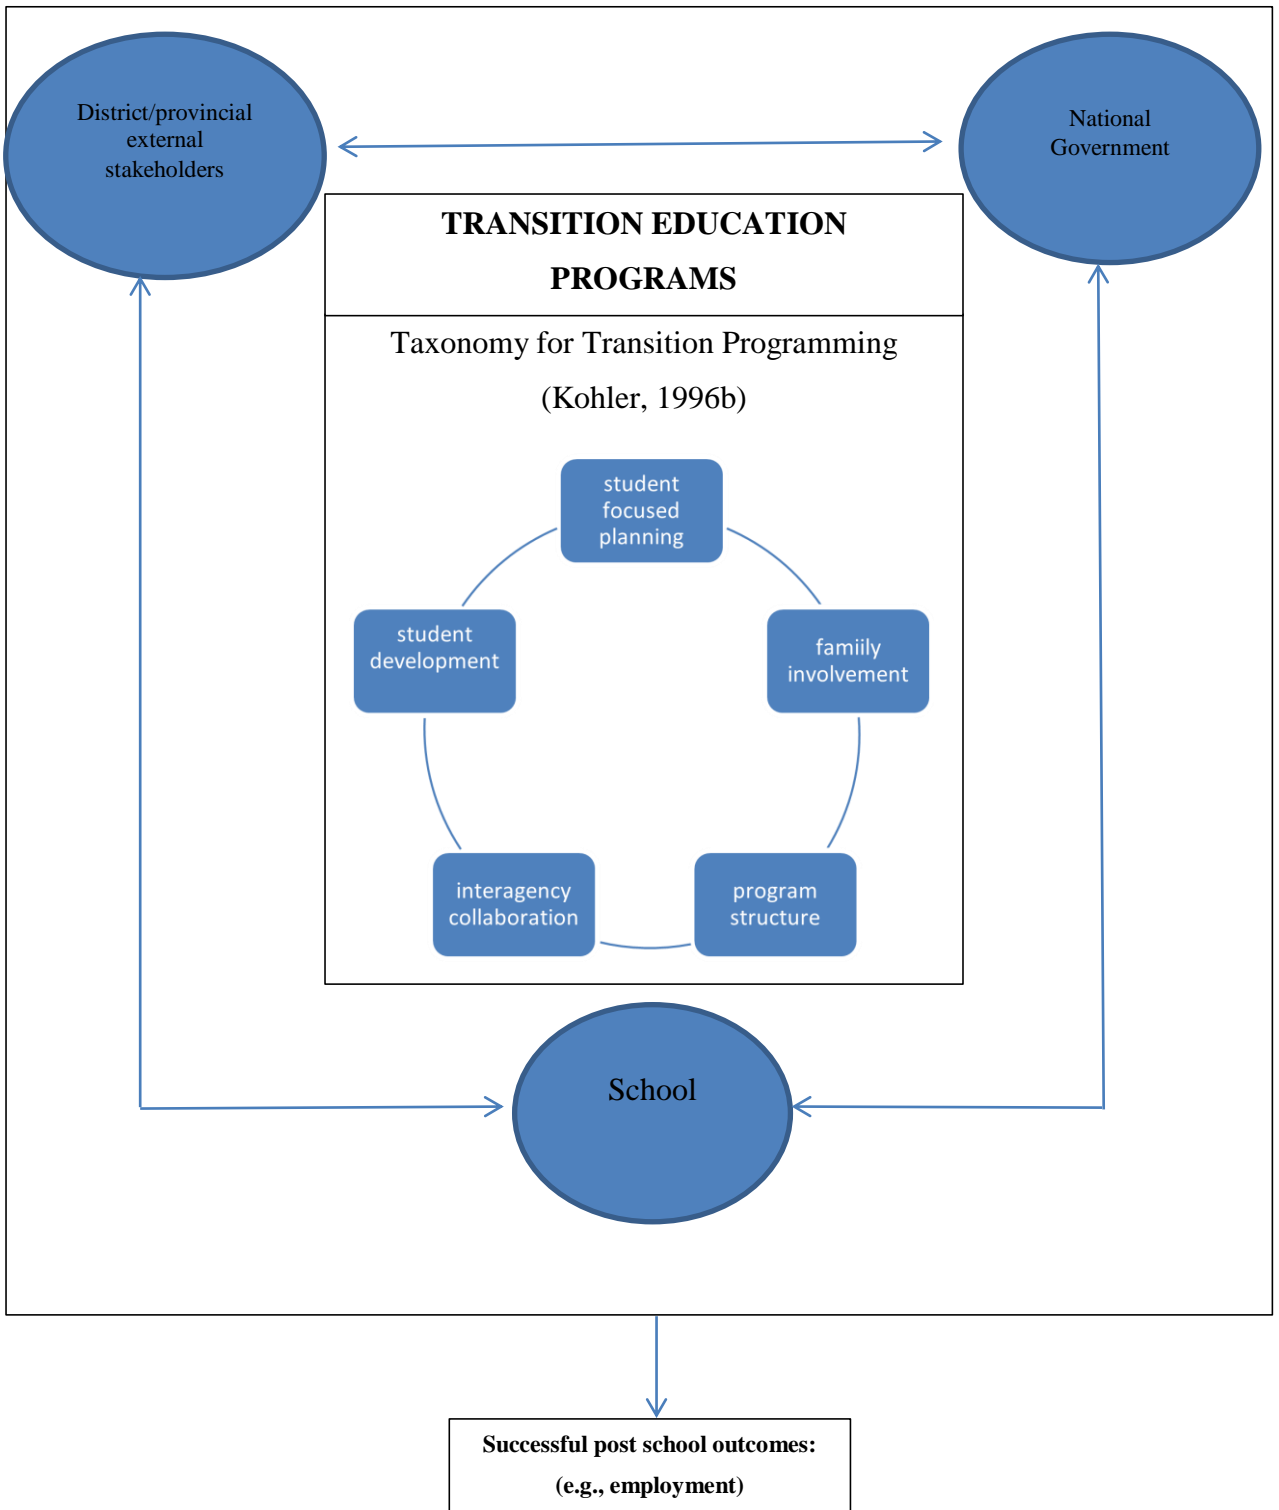 District/provincial
external
stakeholders
National
Government
TRANSITION EDUCATION
PROGRAMS
Taxonomy for Transition Programming
(Kohler, 1996b)
student
focused
planning
student
development
famiily
involvement
interagency
collaboration
program
structure
School
Successful post school outcomes:
(e.g., employment)